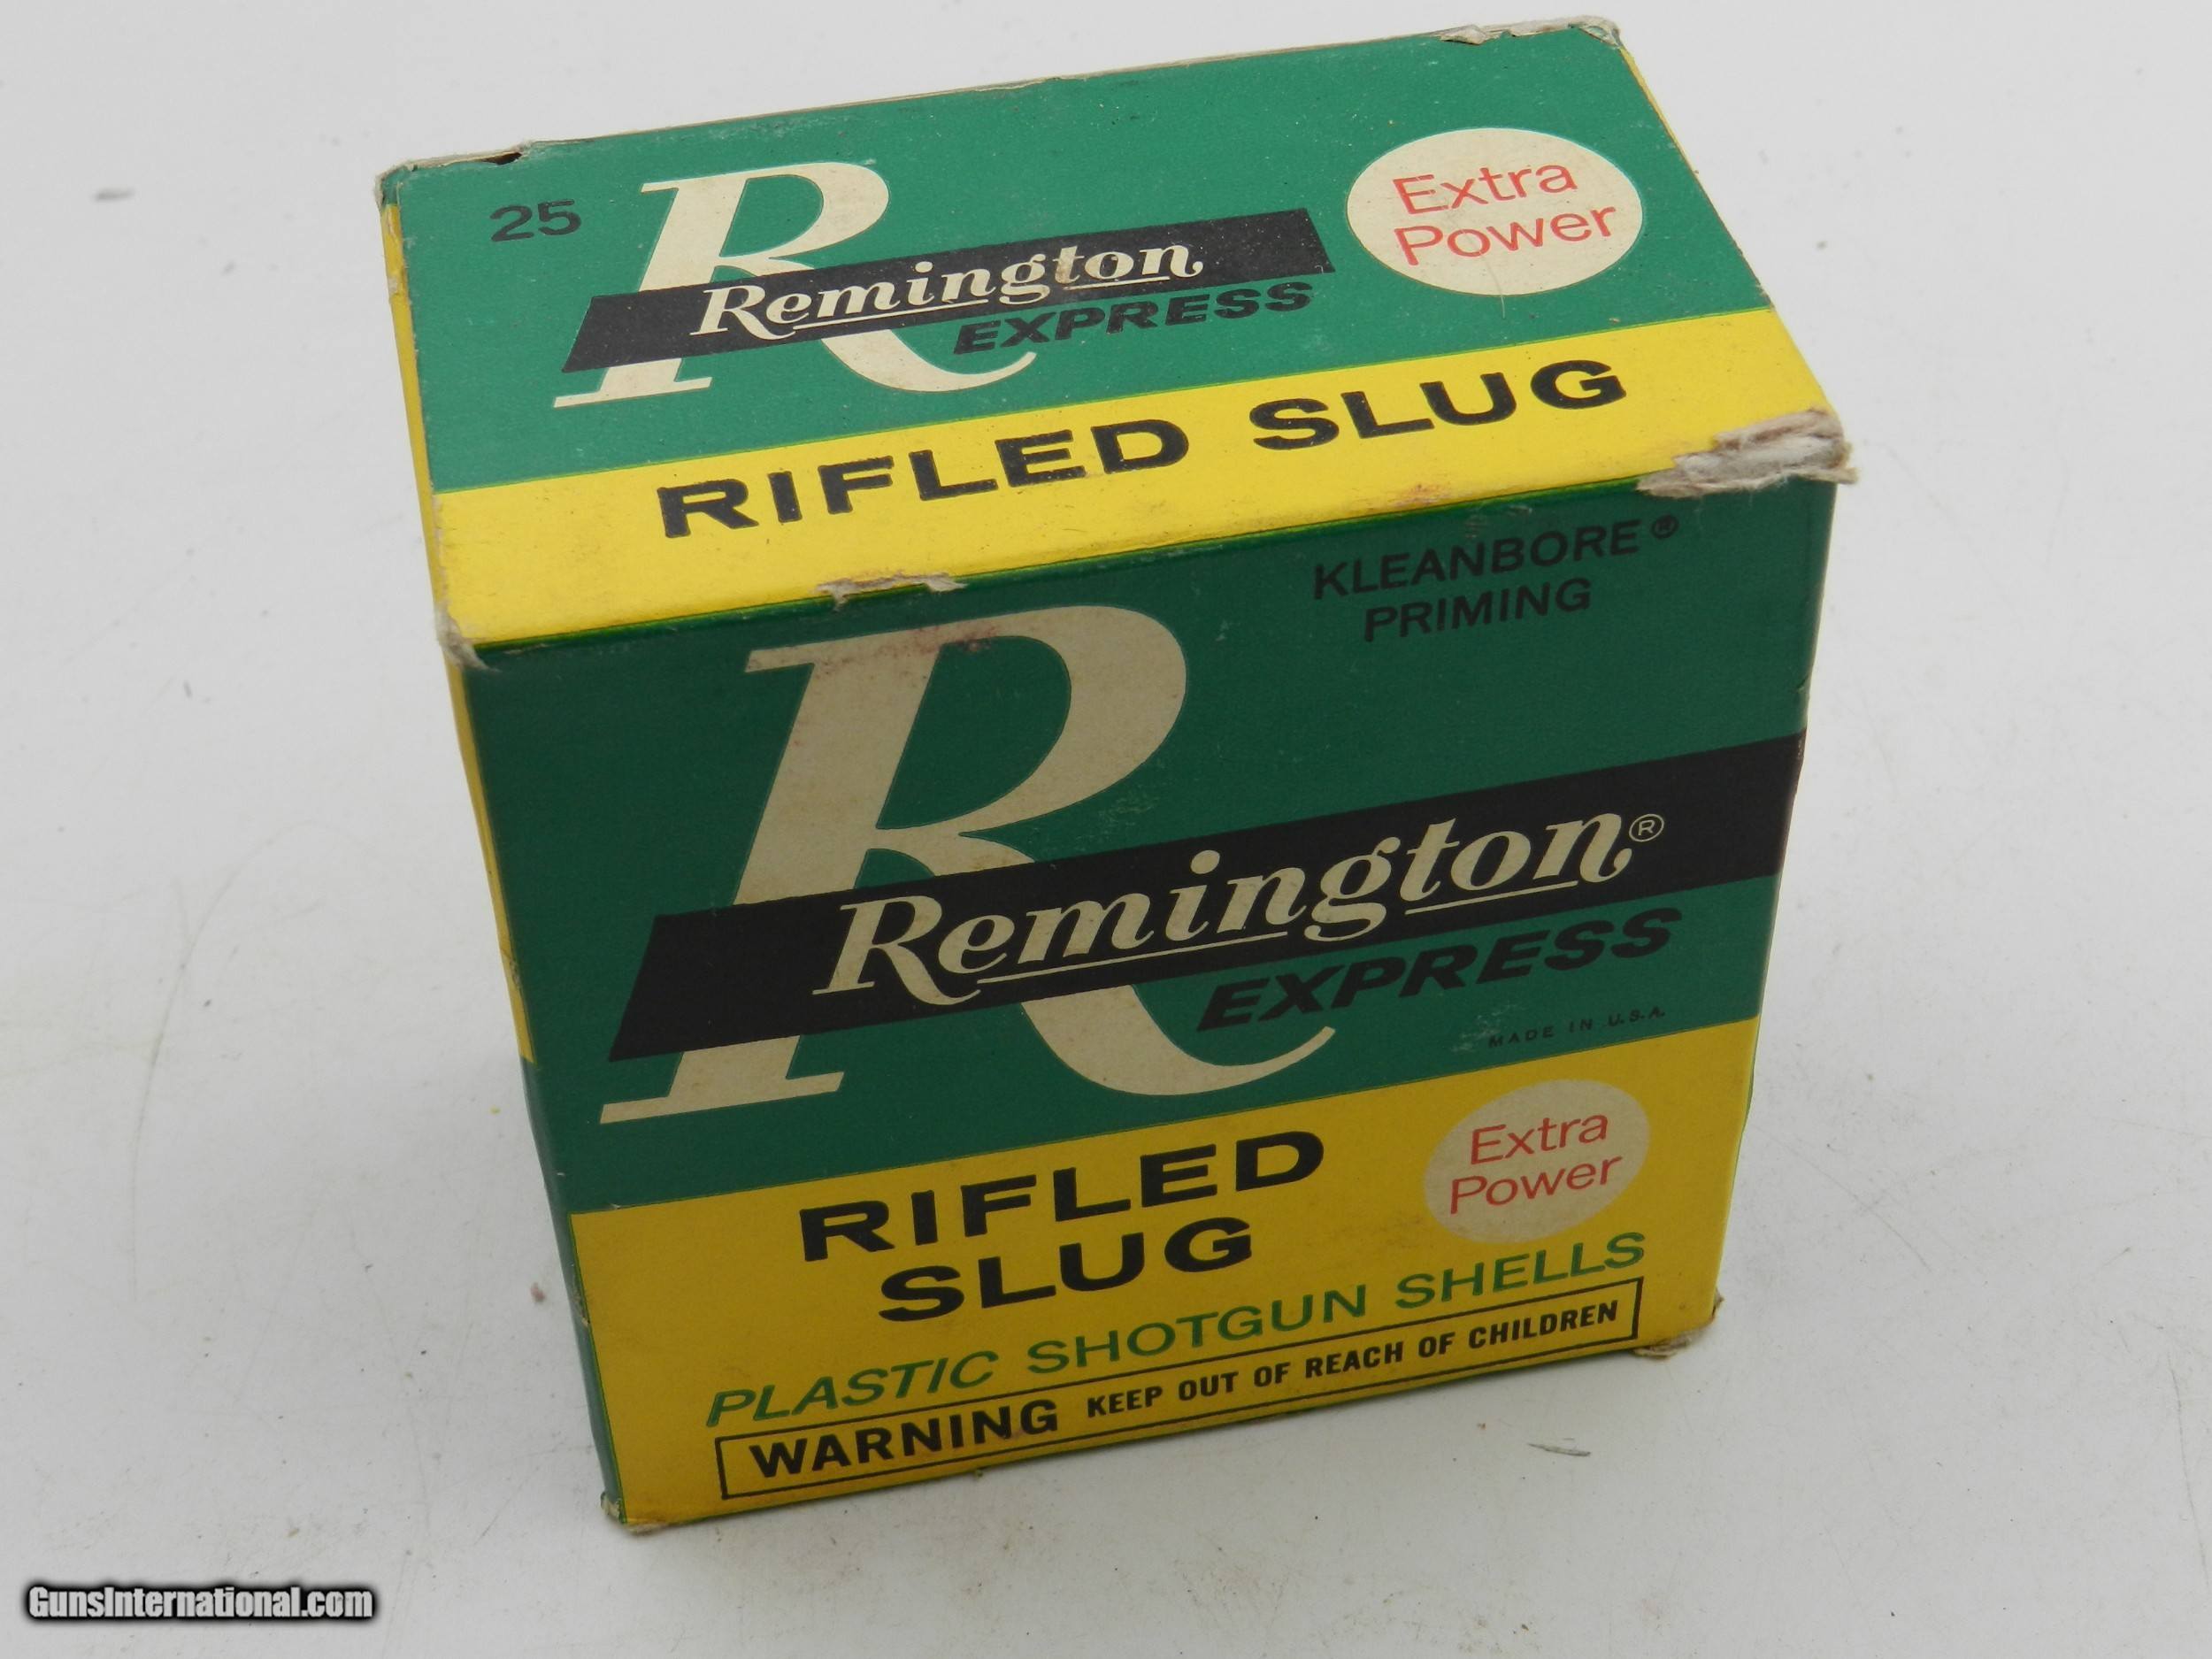 25
R
Remington
EXPRESS
Extra
Power
RIFLED SLUG
KLEANBORE®
PRIMING
R
Remington®
EXPRESS
MADE IN U.S.A.
RIFLED
SLUG
Extra
Power
PLASTIC SHOTGUN SHELLS
WARNING KEEP OUT OF REACH OF CHILDREN
GunsInternational.com